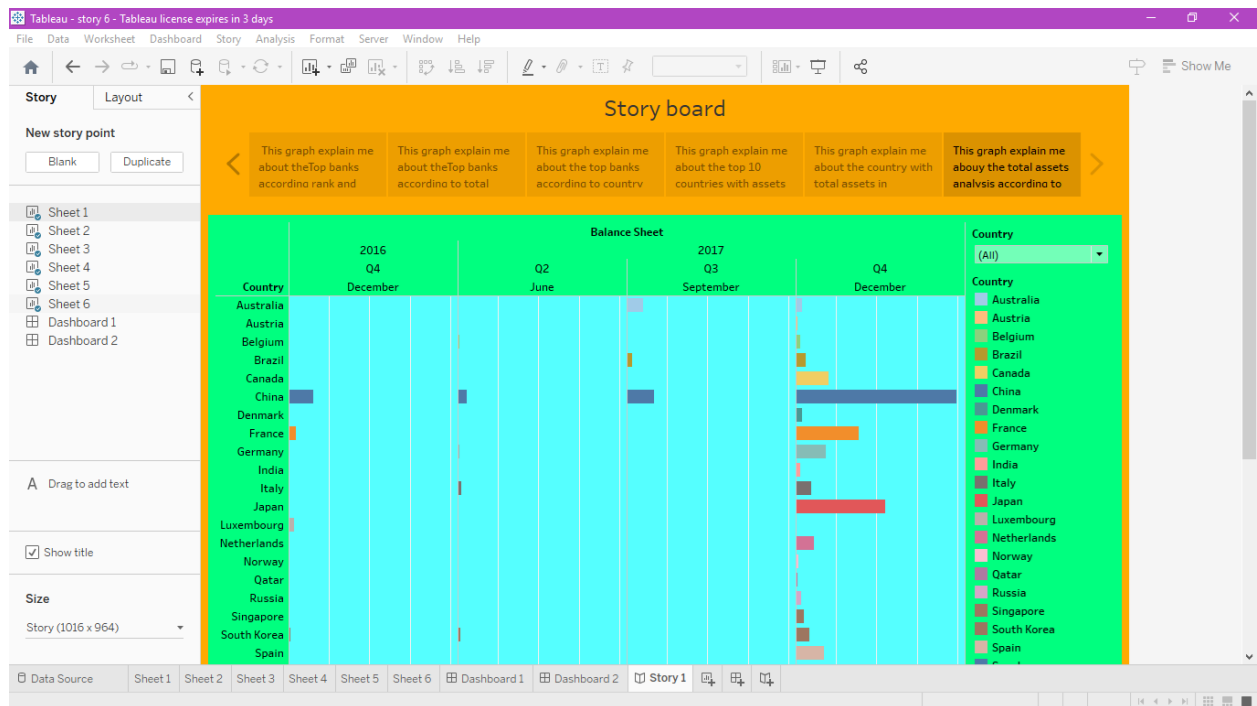 Tableau - story 6 - Tableau license expires in 3 days
File Data Worksheet Dashboard Story Analysis Format Server Window Help
Show Me
Story Layout
New story point
Blank Duplicate
Sheet 1
Sheet 2
Sheet 3
Sheet 4
Sheet 5
Sheet 6
Dashboard 1
Dashboard 2
A Drag to add text
Show title
Size
Story (1016 x 964)
Story board
This graph explain me
about theTop banks
according rank and
This graph explain me
about theTop banks
according to total
This graph explain me
about the top banks
according to country
This graph explain me
about the top 10
countries with assets
This graph explain me
about the country with
total assets in
This graph explain me
abouy the total assets
analysis according to
Balance Sheet
2016 2017
Q4 Q2 Q3 Q4
Country December June September December
Australia
Austria
Belgium
Brazil
Canada
China
Denmark
France
Germany
India
Italy
Japan
Luxembourg
Netherlands
Norway
Qatar
Russia
Singapore
South Korea
Spain
Country
(All)
Country
Australia
Austria
Belgium
Brazil
Canada
China
Denmark
France
Germany
India
Italy
Japan
Luxembourg
Netherlands
Norway
Qatar
Russia
Singapore
South Korea
Spain
Data Source Sheet 1 Sheet 2 Sheet 3 Sheet 4 Sheet 5 Sheet 6 Dashboard 1 Dashboard 2 Story 1